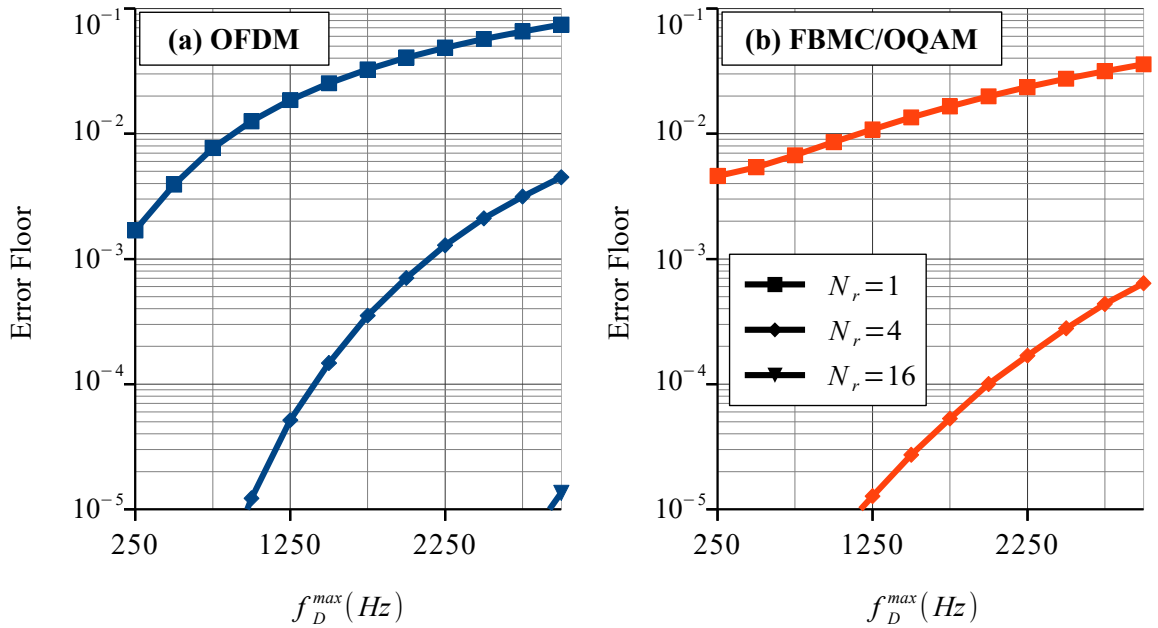 (a) OFDM
10^{-1}
10^{-2}
10^{-3}
10^{-4}
10^{-5}
Error Floor
250 1250 2250
f_D^{max}(Hz)
(b) FBMC/OQAM
10^{-1}
10^{-2}
10^{-3}
10^{-4}
10^{-5}
Error Floor
N_r=1
N_r=4
N_r=16
250 1250 2250
f_D^{max}(Hz)